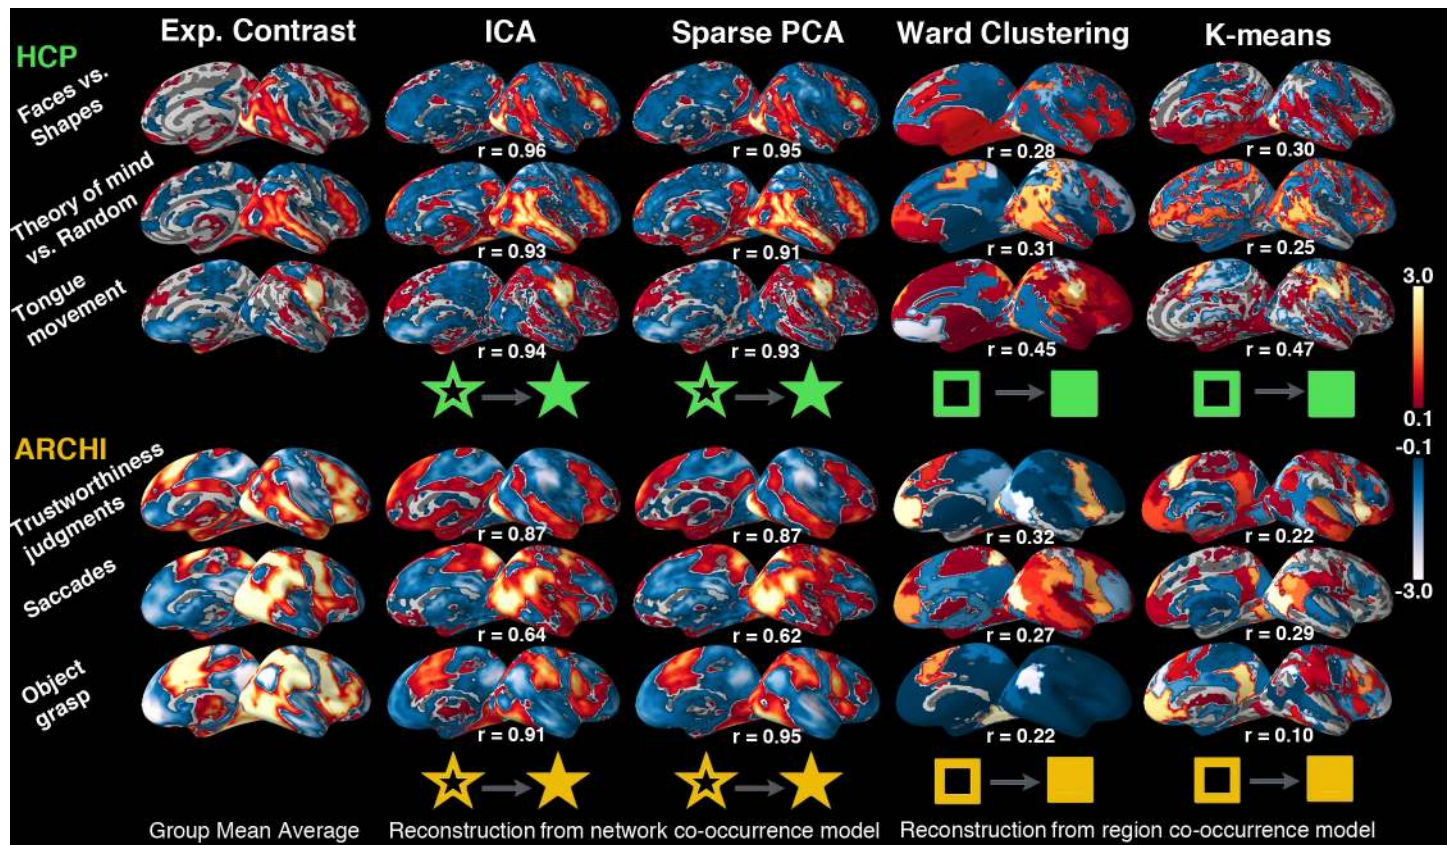 Exp. Contrast ICA Sparse PCA Ward Clustering K-means
HCP
Faces vs.
Shapes
r = 0.96 r = 0.95 r = 0.28 r = 0.30
Theory of mind
vs. Random
r = 0.93 r = 0.91 r = 0.31 r = 0.25
Tongue
movement
r = 0.94 r = 0.93 r = 0.45 r = 0.47
3.0
0.1
-0.1
-3.0
ARCHI
Trustworthiness
judgments
r = 0.87 r = 0.87 r = 0.32 r = 0.22
Saccades
r = 0.64 r = 0.62 r = 0.27 r = 0.29
Object
grasp
r = 0.91 r = 0.95 r = 0.22 r = 0.10
Group Mean Average Reconstruction from network co-occurrence model Reconstruction from region co-occurrence model